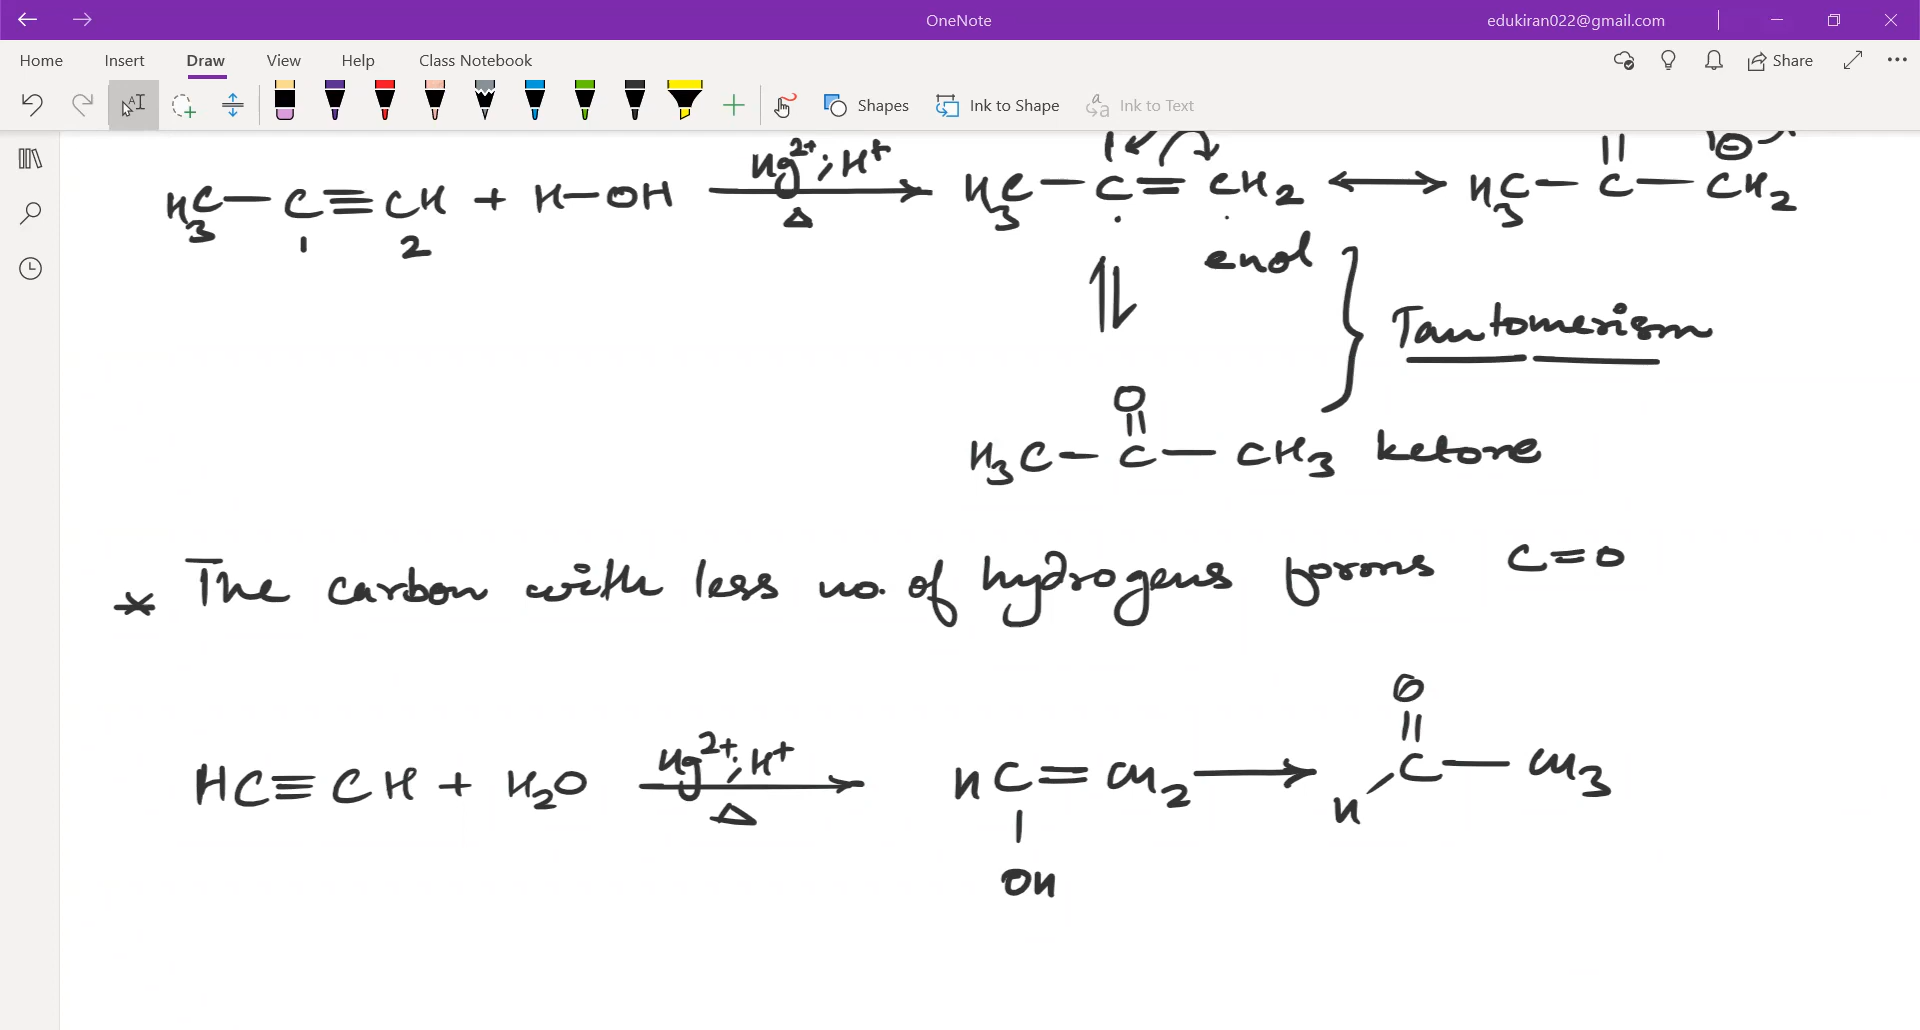 OneNote
edukiran022@gmail.com
Home Insert Draw View Help Class Notebook
Share
Shapes Ink to Shape Ink to Text
H3C — C ≡ CH + H—OH Hg2+; H+ Δ H3C — C = CH2 ↔ H3C — C — CH2
1 2
enol
Tautomerism
O
H3C — C — CH3 ketone
* The carbon with less no. of hydrogens forms C=O
O
HC≡CH + H2O Hg2+; H+ Δ HC = CH2 → C — CH3
H
OH